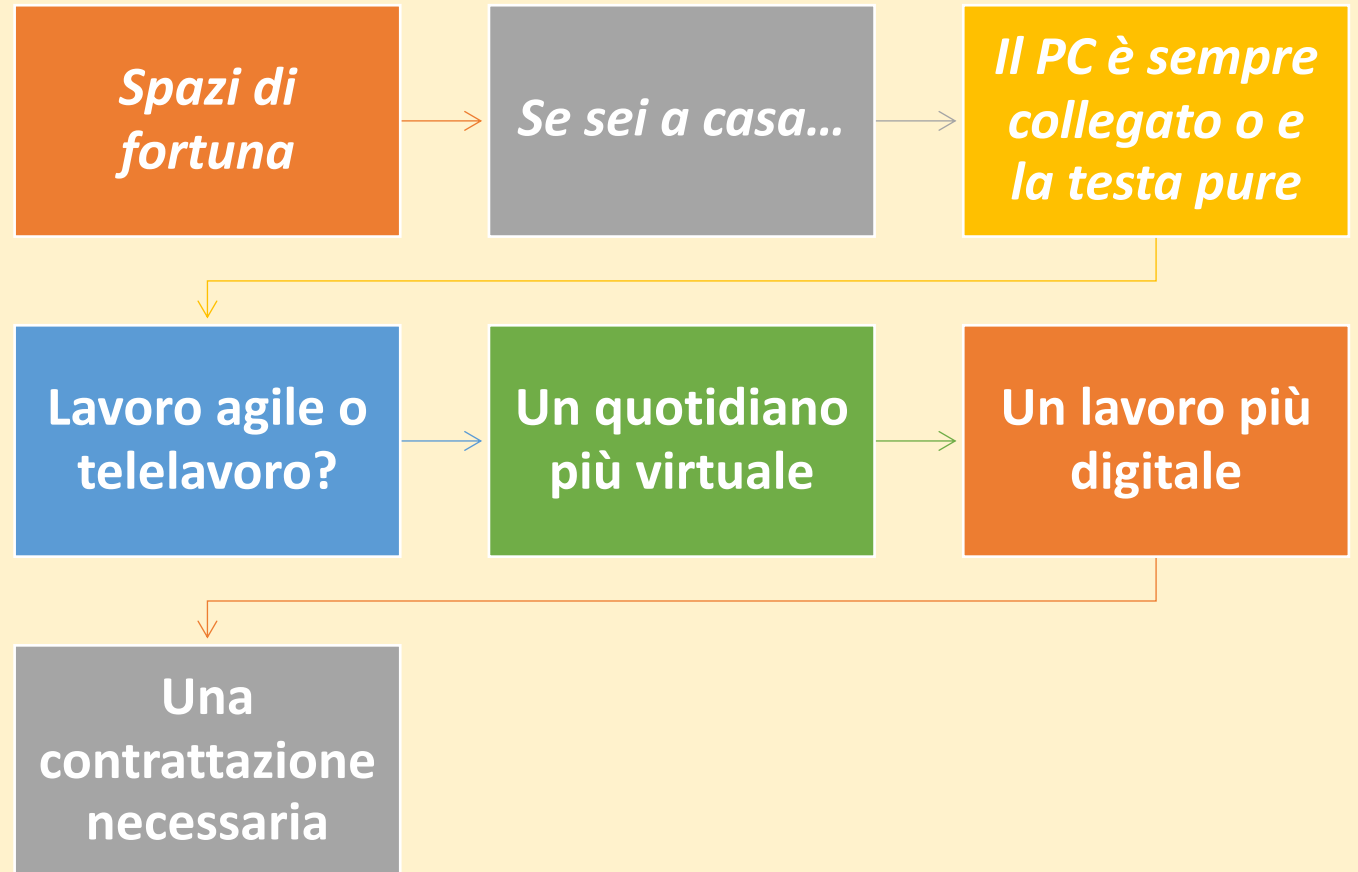 Spazi di
fortuna
Se sei a casa…
Il PC è sempre
collegato o e
la testa pure
Lavoro agile o
telelavoro?
Un quotidiano
più virtuale
Un lavoro più
digitale
Una
contrattazione
necessaria